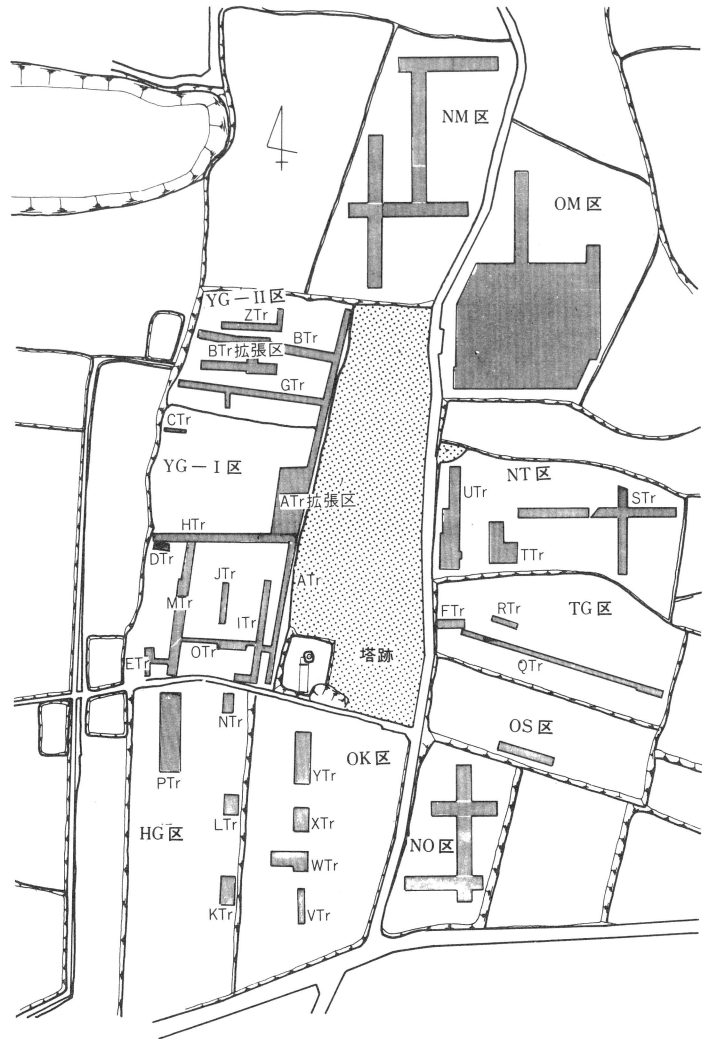 NM区
OM区
YG－II区
ZTr
BTr
BTr拡張区
GTr
CTr
YG－I区
ATr拡張区
HTr
DTr
JTr
ATr
MTr
ITr
OTr
ETr
塔跡
NT区
UTr
STr
TTr
TG区
FTr
RTr
QTr
OS区
NTr
OK区
YTr
PTr
LTr
XTr
HG区
WTr
NO区
KTr
VTr